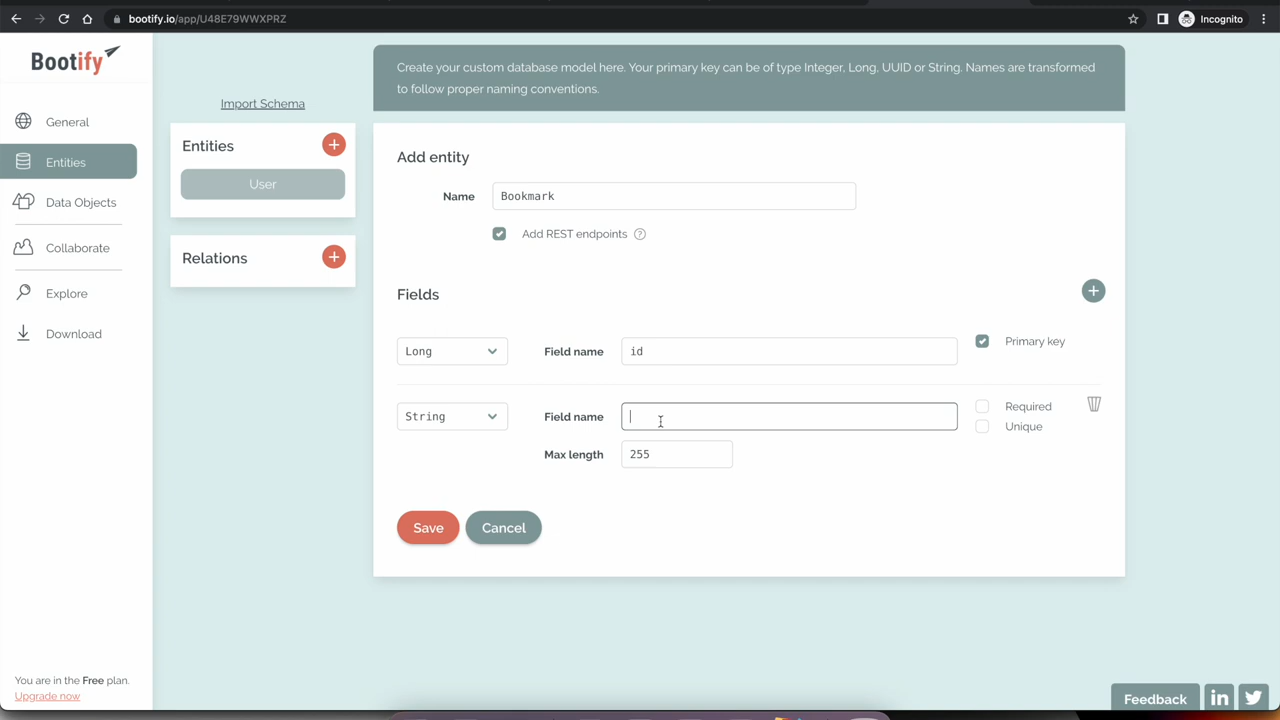 bootify.io/app/U48E79WWXPRZ
Incognito
Bootify
General
Entities
Data Objects
Collaborate
Explore
Download
You are in the Free plan.
Upgrade now
Import Schema
Entities
User
Relations
Create your custom database model here. Your primary key can be of type Integer, Long, UUID or String. Names are transformed
to follow proper naming conventions.
Add entity
Name Bookmark
Add REST endpoints ?
Fields
Long Field name id Primary key
String Field name Required
Unique
Max length 255
Save Cancel
Feedback in